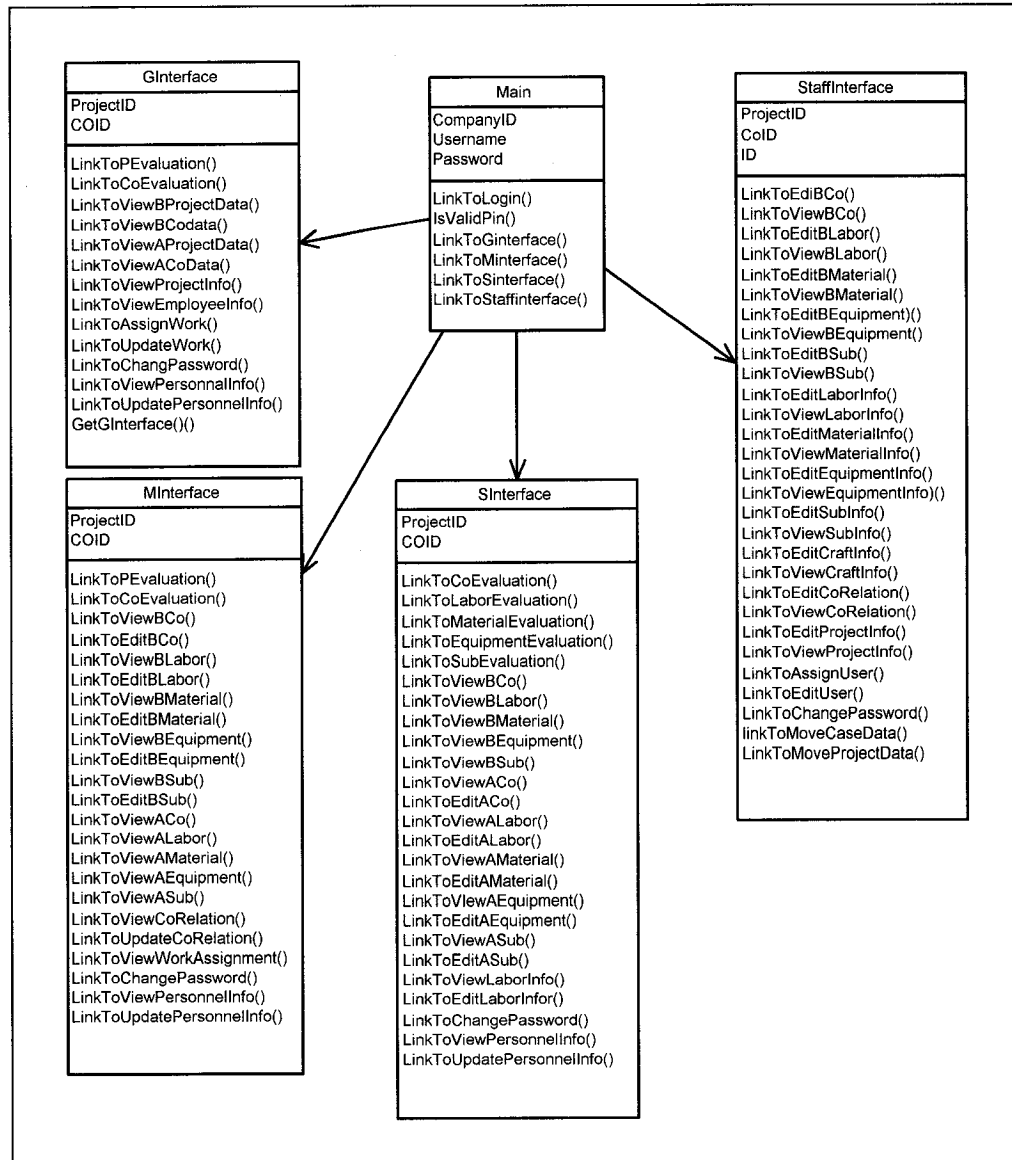 GInterface
ProjectID
COID
LinkToPEvaluation()
LinkToCoEvaluation()
LinkToViewBProjectData()
LinkToViewBCodata()
LinkToViewAProjectData()
LinkToViewACoData()
LinkToViewProjectInfo()
LinkToViewEmployeeInfo()
LinkToAssignWork()
LinkToUpdateWork()
LinkToChangPassword()
LinkToViewPersonnalInfo()
LinkToUpdatePersonnelInfo()
GetGInterface()()
Main
CompanyID
Username
Password
LinkToLogin()
IsValidPin()
LinkToGinterface()
LinkToMinterface()
LinkToSinterface()
LinkToStaffinterface()
StaffInterface
ProjectID
CoID
ID
LinkToEdiBCo()
LinkToViewBCo()
LinkToEditBLabor()
LinkToViewBLabor()
LinkToEditBMaterial()
LinkToViewBMaterial()
LinkToEditBEquipment)()
LinkToViewBEquipment()
LinkToEditBSub()
LinkToViewBSub()
LinkToEditLaborInfo()
LinkToViewLaborInfo()
LinkToEditMaterialInfo()
LinkToViewMaterialInfo()
LinkToEditEquipmentInfo()
LinkToViewEquipmentInfo)()
LinkToEditSubInfo()
LinkToViewSubInfo()
LinkToEditCraftInfo()
LinkToViewCraftInfo()
LinkToEditCoRelation()
LinkToViewCoRelation()
LinkToEditProjectInfo()
LinkToViewProjectInfo()
LinkToAssignUser()
LinkToEditUser()
LinkToChangePassword()
linkToMoveCaseData()
LinkToMoveProjectData()
MInterface
ProjectID
COID
LinkToPEvaluation()
LinkToCoEvaluation()
LinkToViewBCo()
LinkToEditBCo()
LinkToViewBLabor()
LinkToEditBLabor()
LinkToViewBMaterial()
LinkToEditBMaterial()
LinkToViewBEquipment()
LinkToEditBEquipment()
LinkToViewBSub()
LinkToEditBSub()
LinkToViewACo()
LinkToViewALabor()
LinkToViewAMaterial()
LinkToViewAEquipment()
LinkToViewASub()
LinkToViewCoRelation()
LinkToUpdateCoRelation()
LinkToViewWorkAssignment()
LinkToChangePassword()
LinkToViewPersonnelInfo()
LinkToUpdatePersonnelInfo()
SInterface
ProjectID
COID
LinkToCoEvaluation()
LinkToLaborEvaluation()
LinkToMaterialEvaluation()
LinkToEquipmentEvaluation()
LinkToSubEvaluation()
LinkToViewBCo()
LinkToViewBLabor()
LinkToViewBMaterial()
LinkToViewBEquipment()
LinkToViewBSub()
LinkToViewACo()
LinkToEditACo()
LinkToViewALabor()
LinkToEditALabor()
LinkToViewAMaterial()
LinkToEditAMaterial()
LinkToVIewAEquipment()
LinkToEditAEquipment()
LinkToViewASub()
LinkToEditASub()
LinkToViewLaborInfo()
LinkToEditLaborInfor()
LinkToChangePassword()
LinkToViewPersonnelInfo()
LinkToUpdatePersonnelInfo()